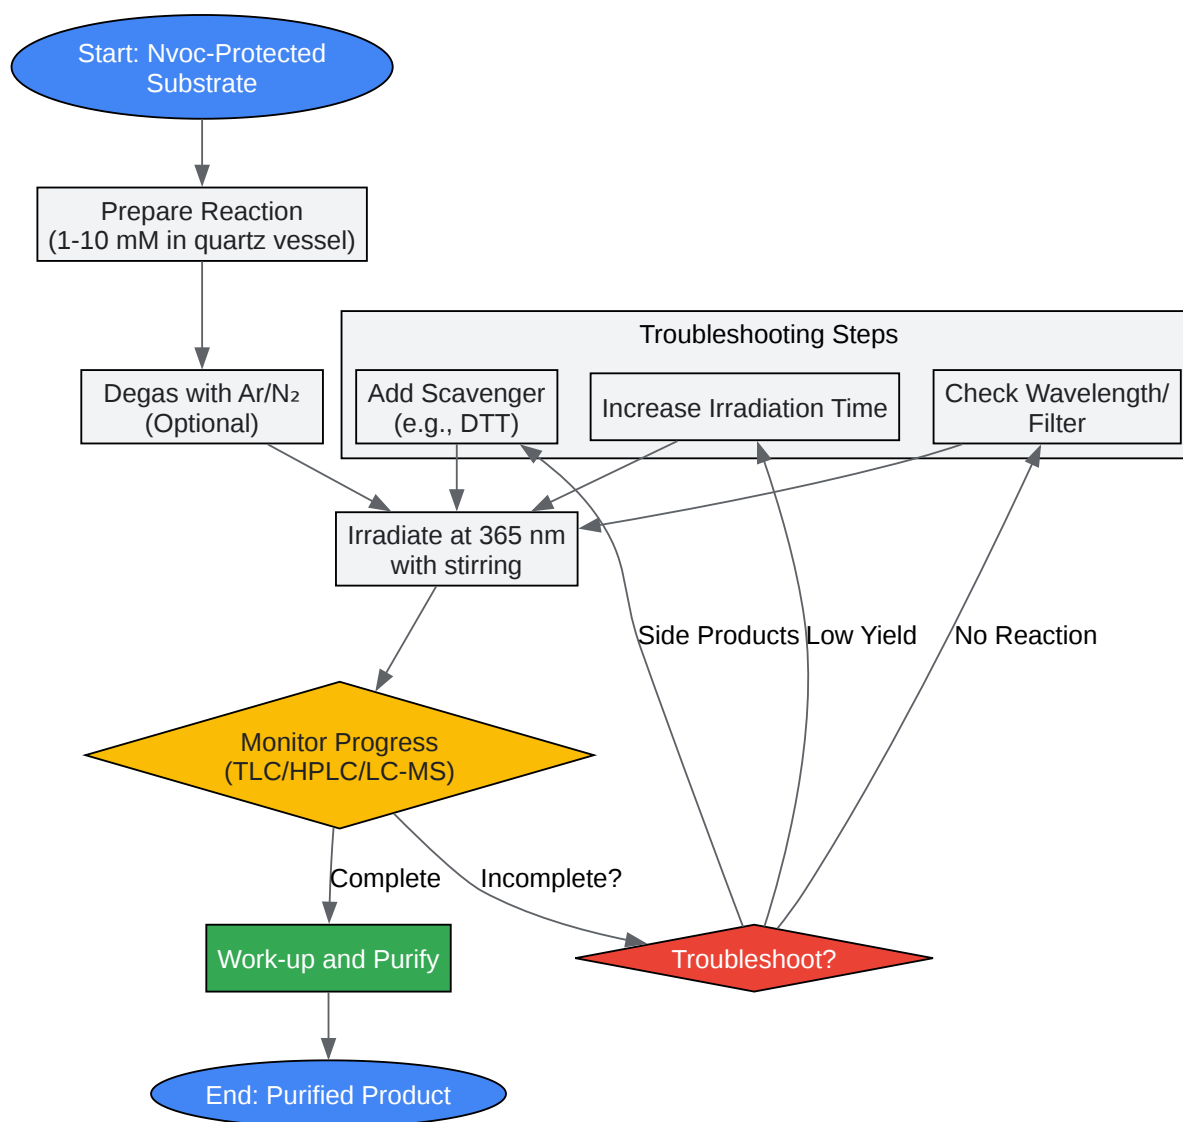 Start: Nvoc-Protected
Substrate
Prepare Reaction
(1-10 mM in quartz vessel)
Troubleshooting Steps
Degas with Ar/N₂
(Optional)
Add Scavenger
(e.g., DTT)
Increase Irradiation Time
Check Wavelength/
Filter
Irradiate at 365 nm
with stirring
Side Products
Low Yield
No Reaction
Monitor Progress
(TLC/HPLC/LC-MS)
Complete
Incomplete?
Work-up and Purify
Troubleshoot?
End: Purified Product